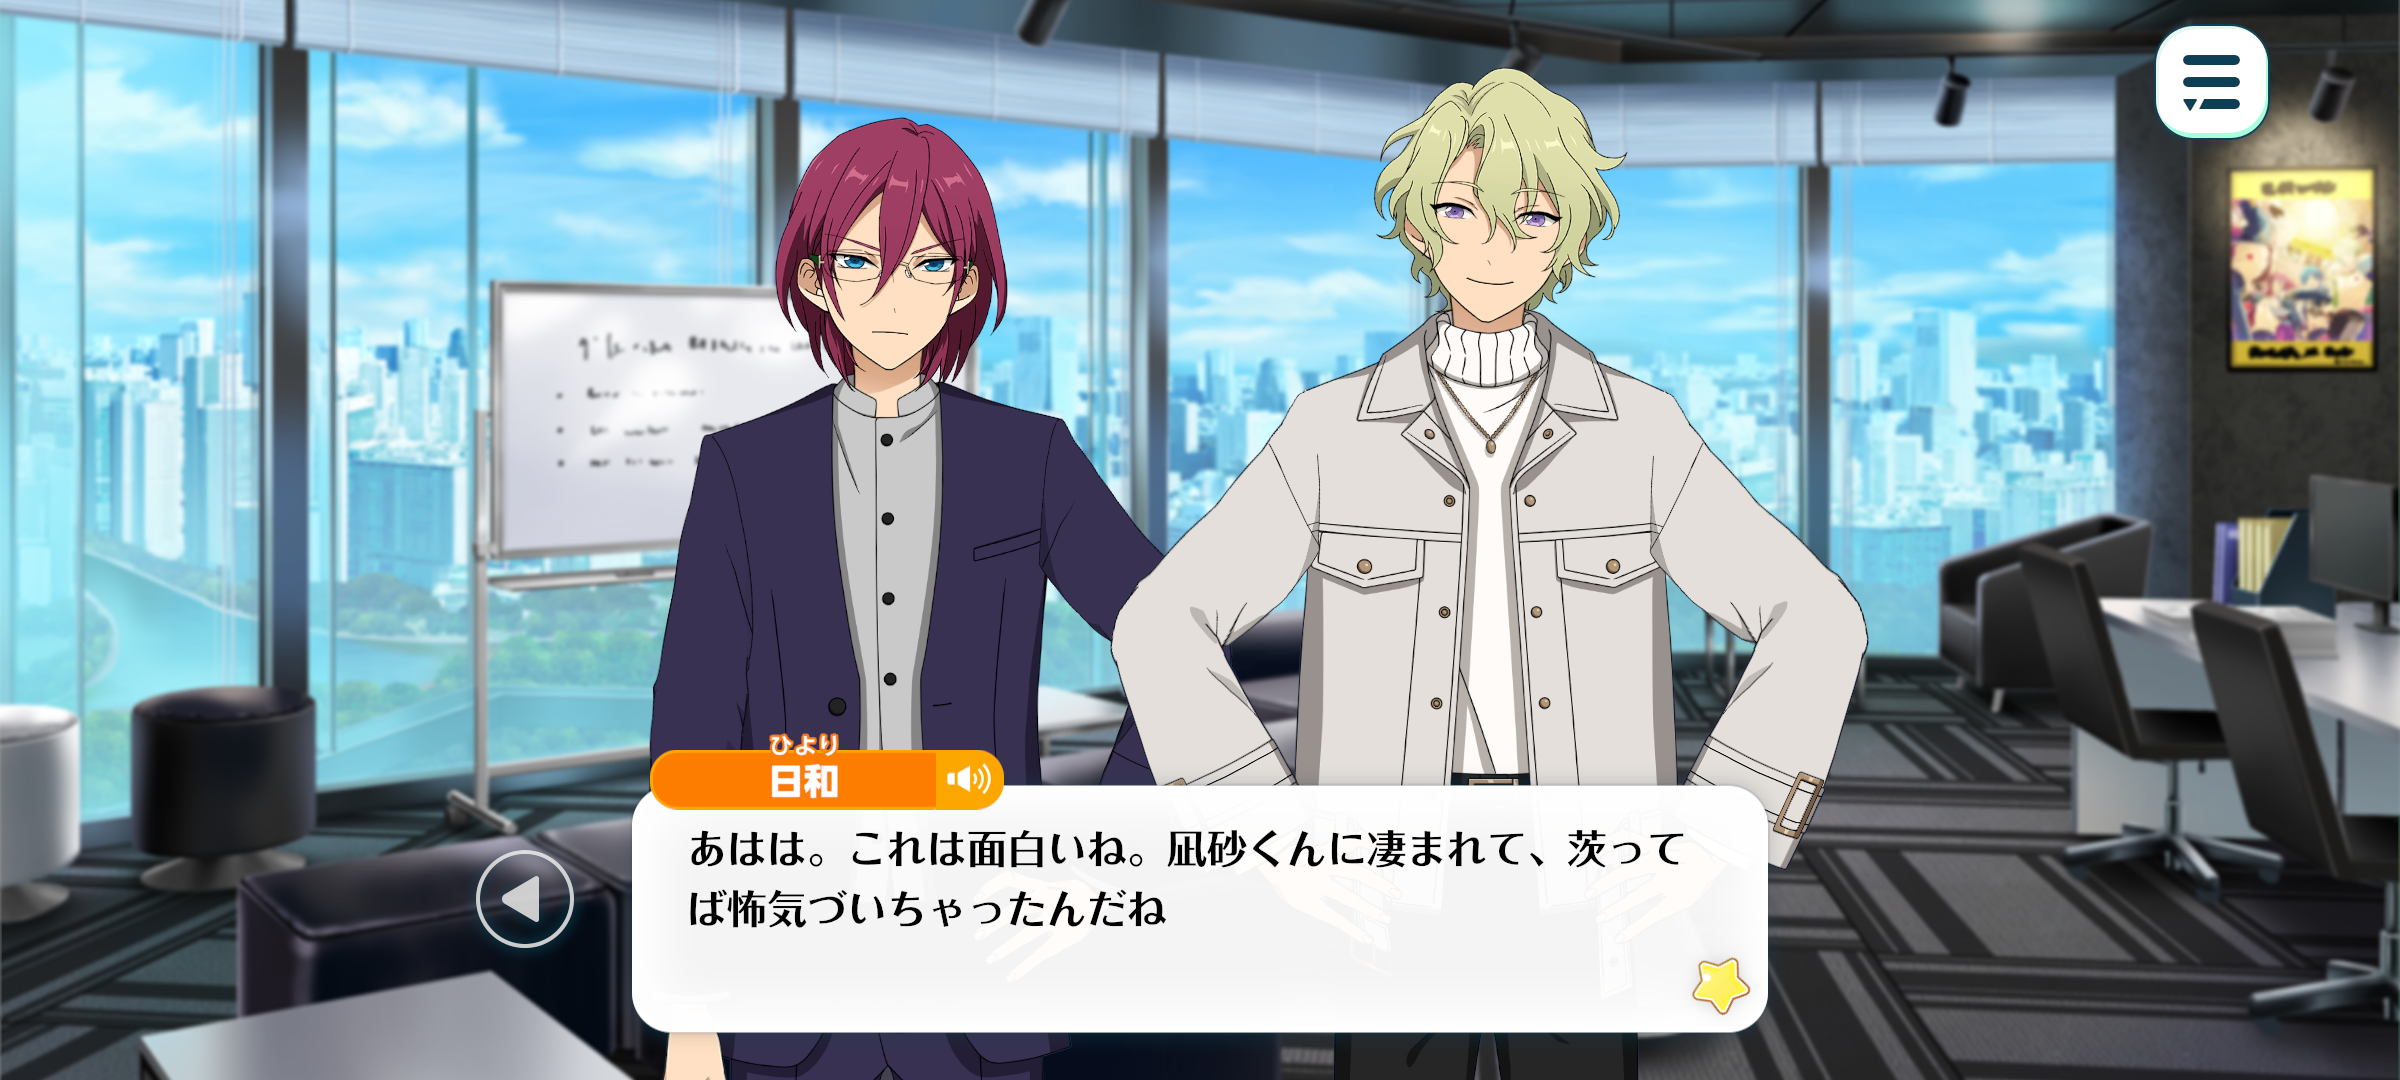 ひより
日和
あはは。これは面白いね。凪砂くんに凄まれて、茨って
ば怖気づいちゃったんだね